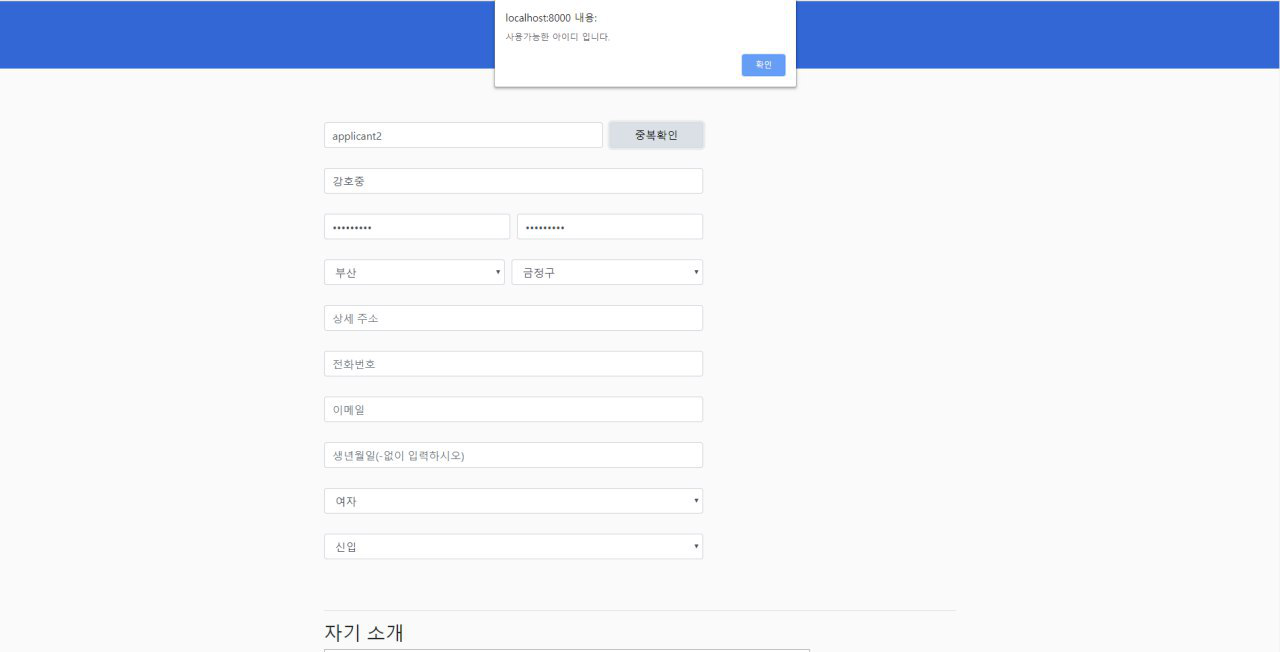 localhost:8000 내용:
사용가능한 아이디 입니다.
확인
applicant2
중복확인
강호중
••••••••• •••••••••
부산 금정구
상세 주소
전화번호
이메일
생년월일(-없이 입력하시오)
여자
신입
자기 소개